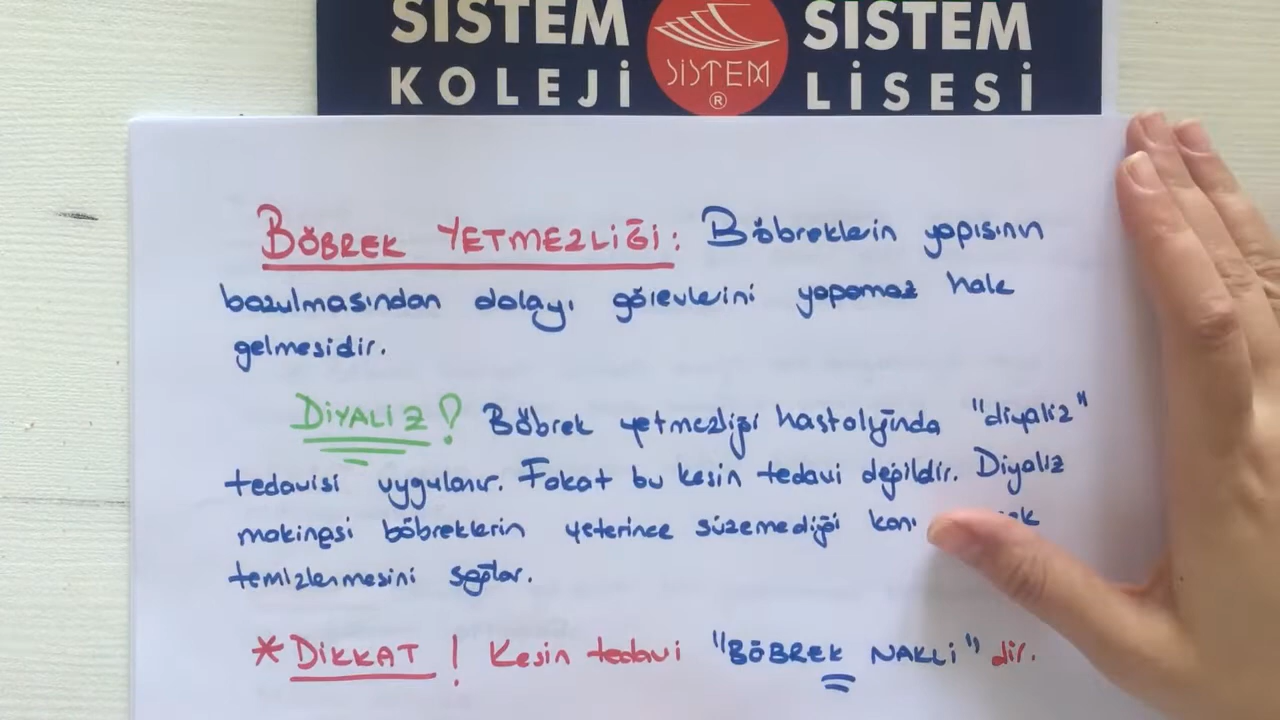 SİSTEM SİSTEM SİSTEM
KOLEJİ ® LİSESİ
BÖBREK YETMEZLİĞİ: Böbreklerin yapısının
bozulmasından dolayı görevlerini yapamaz hale
gelmesidir.
DİYALİZ! Böbrek yetmezliği hastalığında "diyaliz"
tedavisi uygulanır. Fakat bu kesin tedavi değildir. Diyaliz
makinası böbreklerin yeterince süzemediği kanı
temizlenmesini sağlar.
* DİKKAT! Kesin tedavi "BÖBREK NAKLİ" dir.